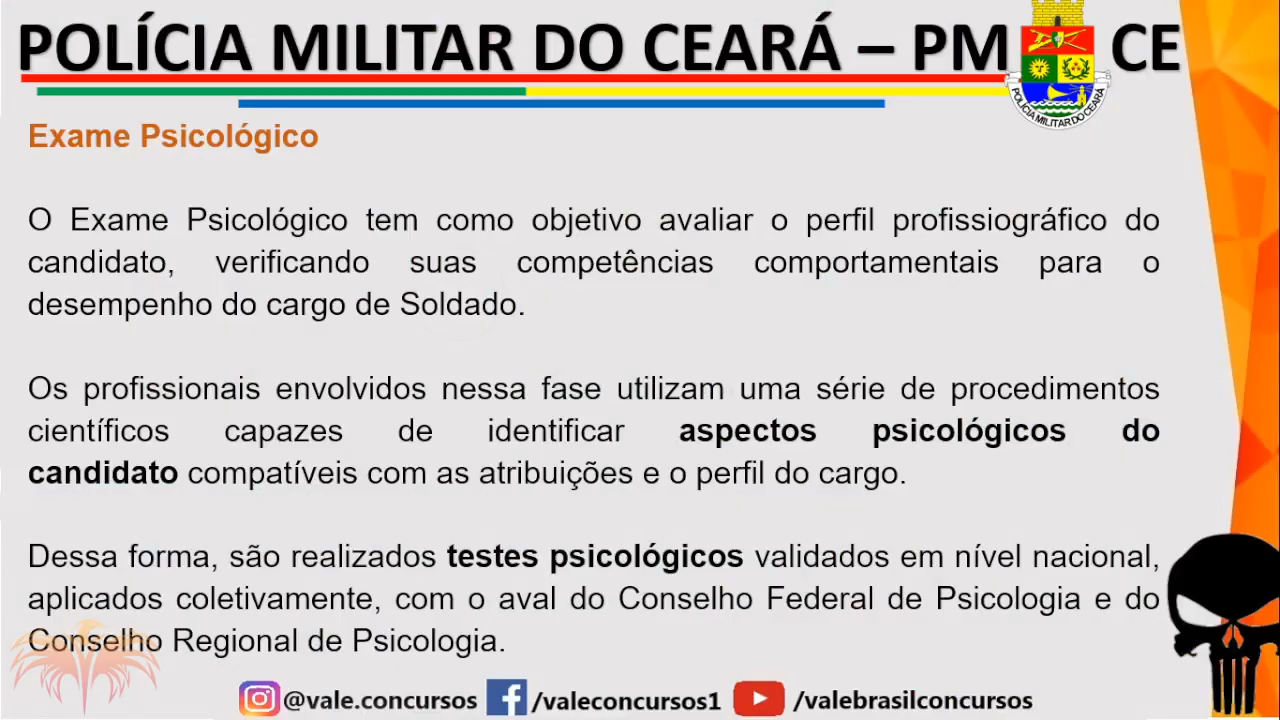 POLÍCIA MILITAR DO CEARÁ – PM CE
POLÍCIA MILITAR DO CEARÁ
Exame Psicológico
O Exame Psicológico tem como objetivo avaliar o perfil profissiográfico do
candidato, verificando suas competências comportamentais para o
desempenho do cargo de Soldado.
Os profissionais envolvidos nessa fase utilizam uma série de procedimentos
científicos capazes de identificar aspectos psicológicos do
candidato compatíveis com as atribuições e o perfil do cargo.
Dessa forma, são realizados testes psicológicos validados em nível nacional,
aplicados coletivamente, com o aval do Conselho Federal de Psicologia e do
Conselho Regional de Psicologia.
@vale.concursos /valeconcursos1 /valebrasilconcursos